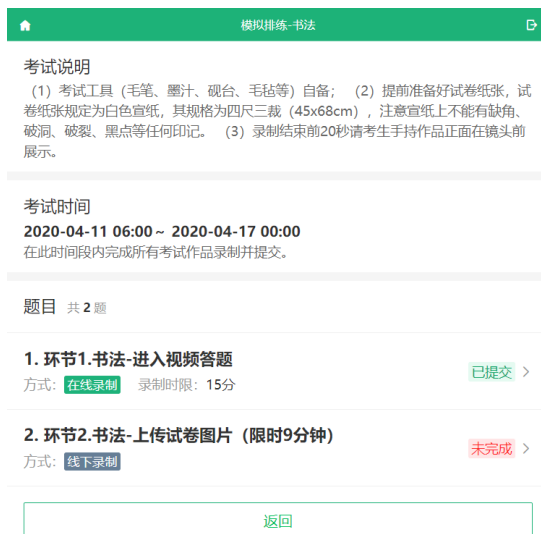 模拟排练-书法
考试说明
（1）考试工具（毛笔、墨汁、砚台、毛毡等）自备； （2）提前准备好试卷纸张，试
卷纸张规定为白色宣纸，其规格为四尺三裁（45x68cm），注意宣纸上不能有缺角、
破洞、破裂、黑点等任何印记。 （3）录制结束前20秒请考生手持作品正面在镜头前
展示。
考试时间
2020-04-11 06:00 ~ 2020-04-17 00:00
在此时间段内完成所有考试作品录制并提交。
题目 共 2 题
1. 环节1.书法-进入视频答题
已提交
方式: 在线录制 录制时限: 15分
2. 环节2.书法-上传试卷图片（限时9分钟）
未完成
方式: 线下录制
返回